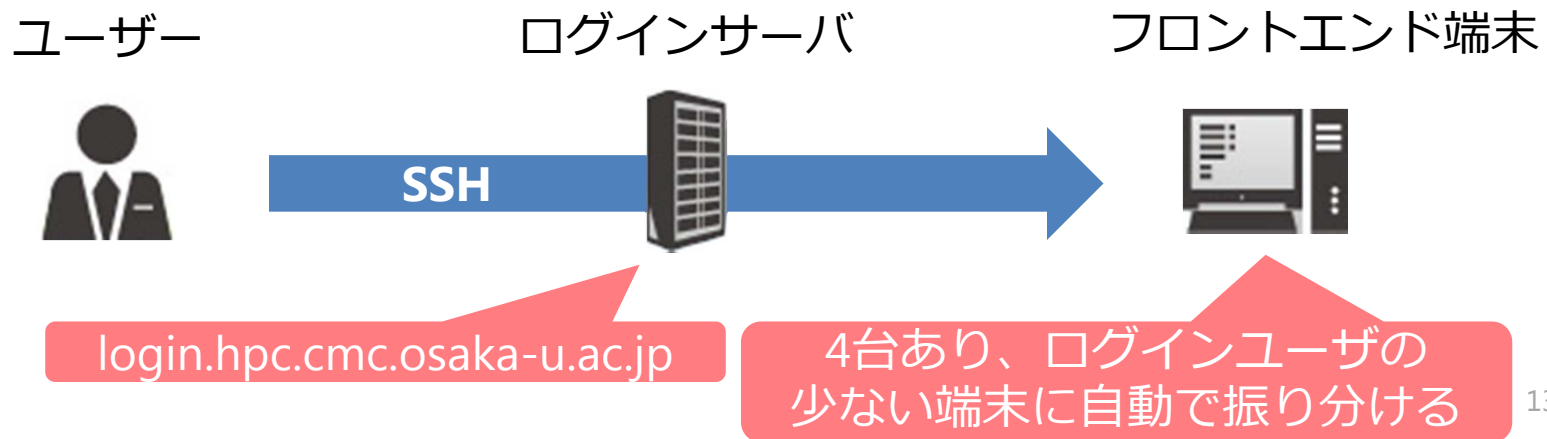 ユーザー
ログインサーバ
フロントエンド端末
SSH
login.hpc.cmc.osaka-u.ac.jp
4台あり、ログインユーザの
少ない端末に自動で振り分ける